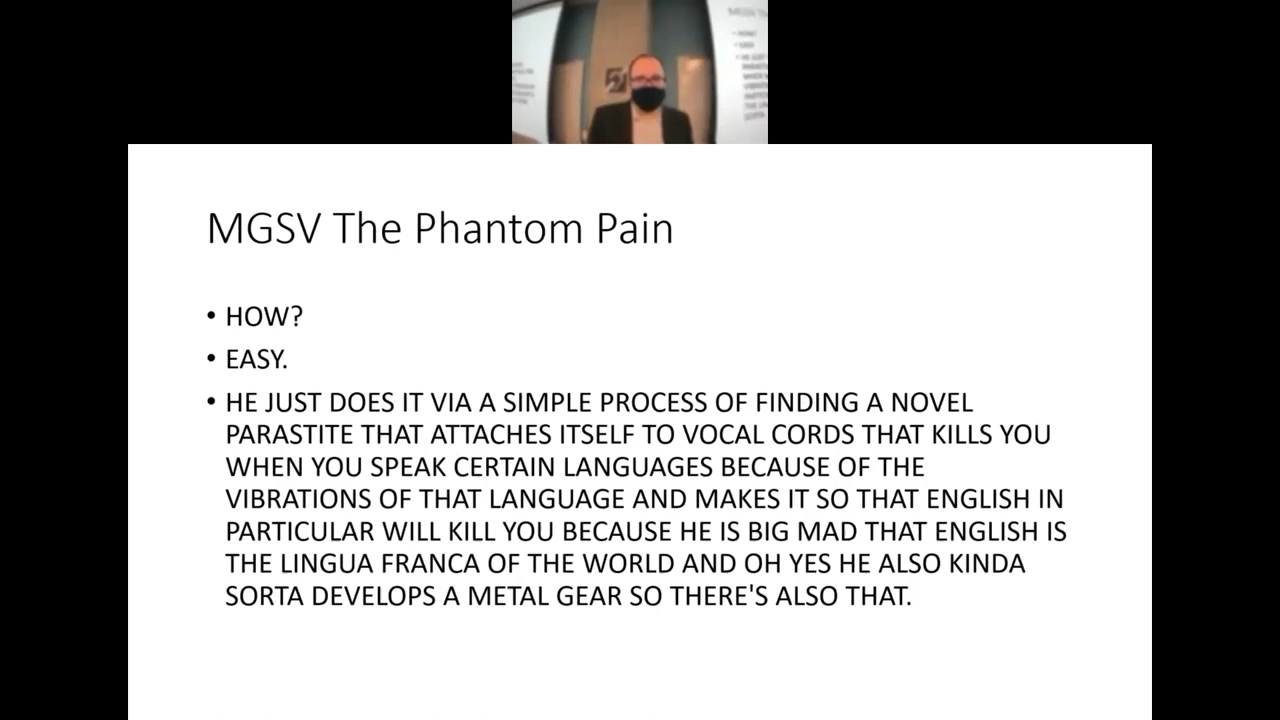 MGSV The Phantom Pain
• HOW?
• EASY.
• HE JUST DOES IT VIA A SIMPLE PROCESS OF FINDING A NOVEL
PARASTITE THAT ATTACHES ITSELF TO VOCAL CORDS THAT KILLS YOU
WHEN YOU SPEAK CERTAIN LANGUAGES BECAUSE OF THE
VIBRATIONS OF THAT LANGUAGE AND MAKES IT SO THAT ENGLISH IN
PARTICULAR WILL KILL YOU BECAUSE HE IS BIG MAD THAT ENGLISH IS
THE LINGUA FRANCA OF THE WORLD AND OH YES HE ALSO KINDA
SORTA DEVELOPS A METAL GEAR SO THERE'S ALSO THAT.